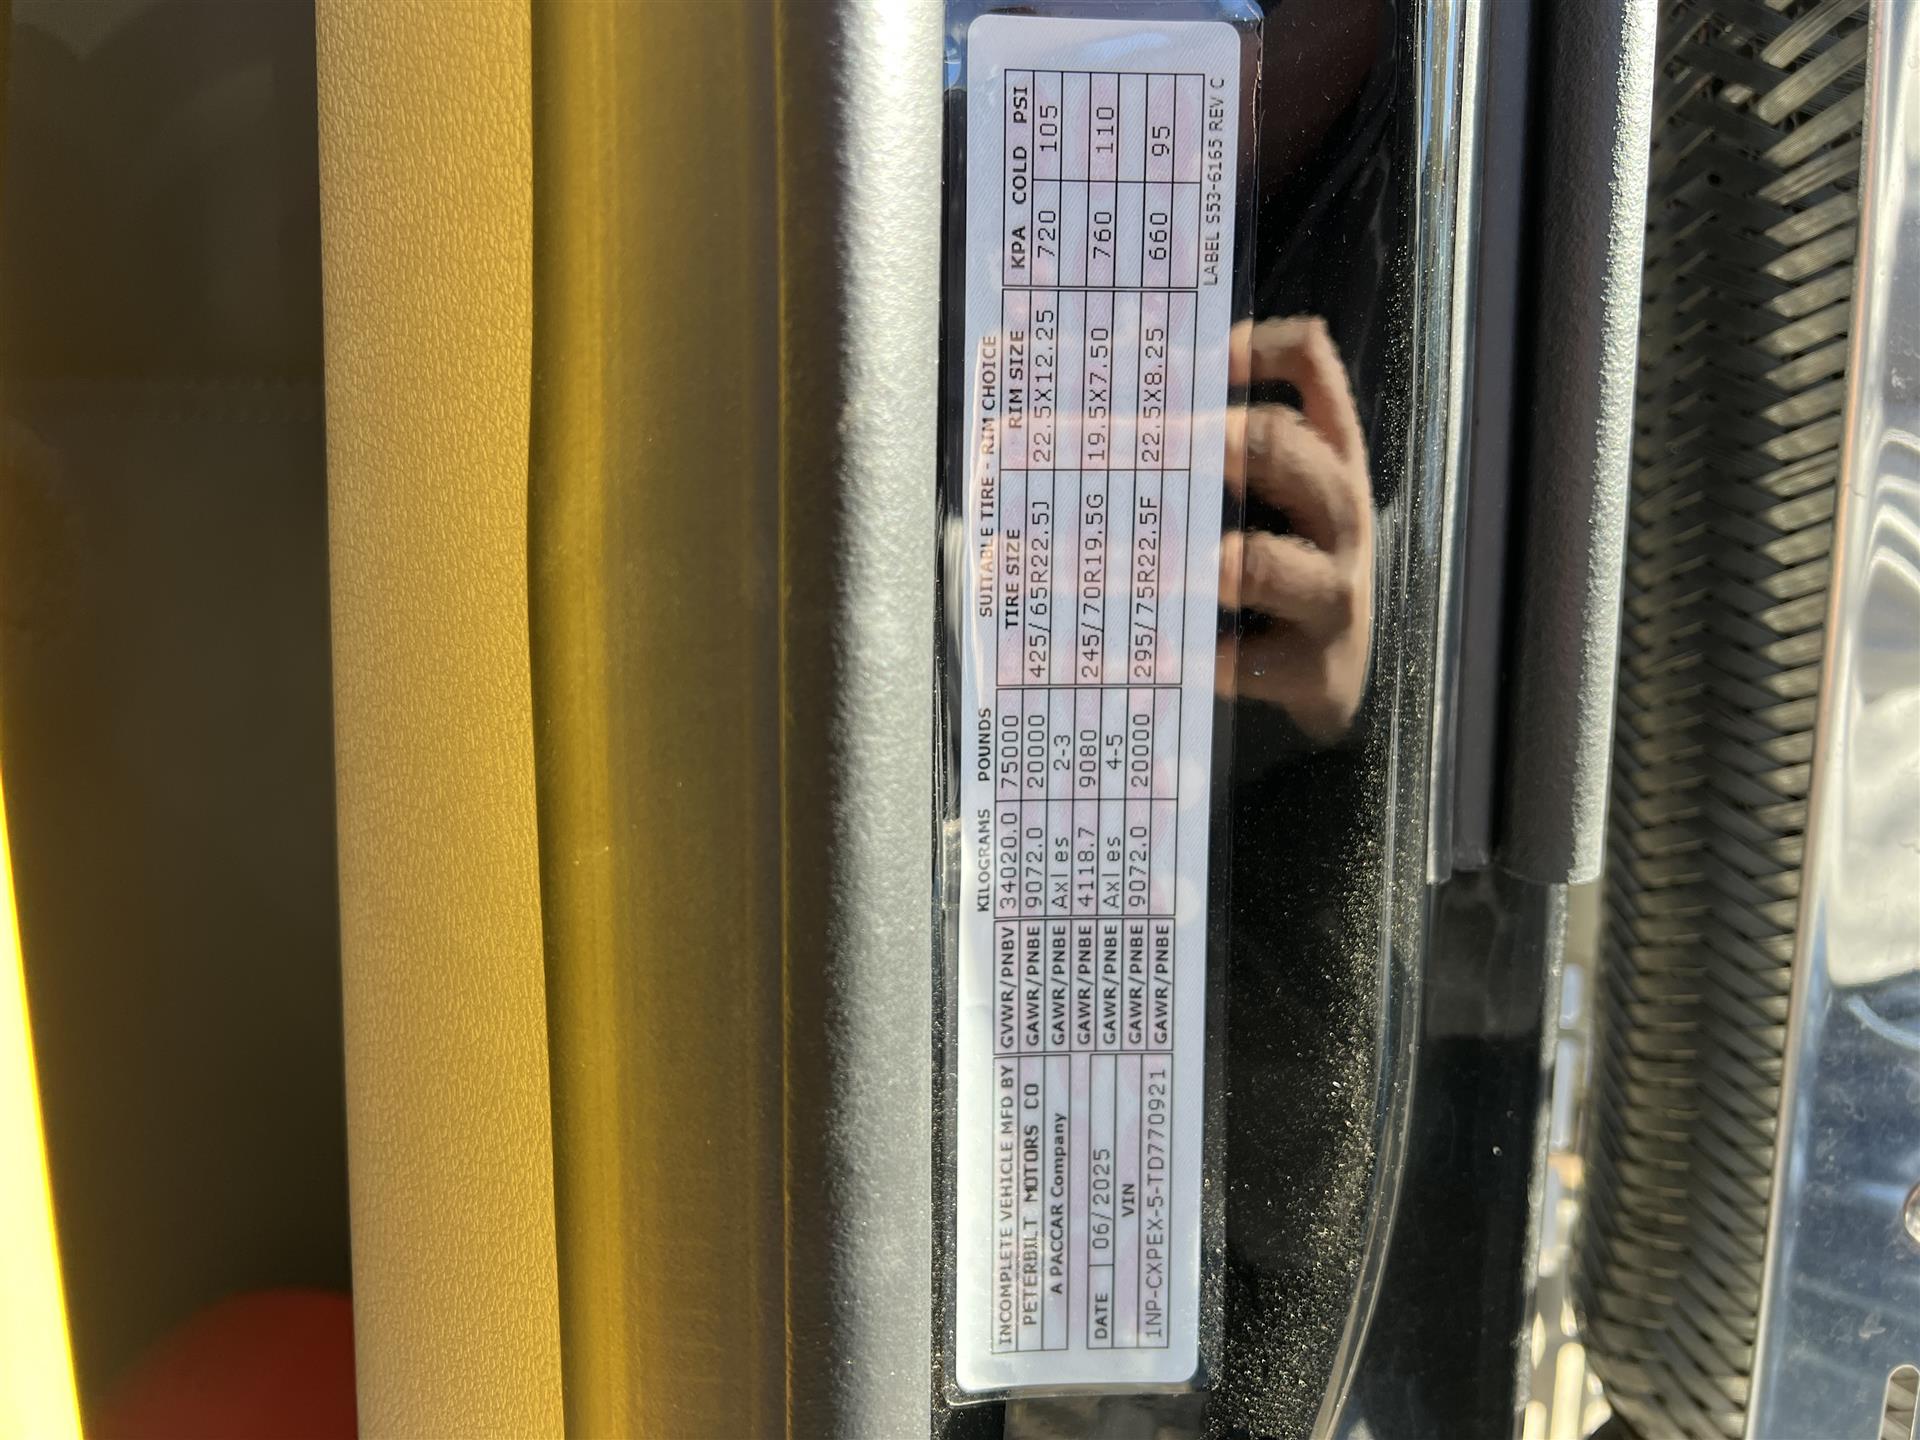 SUITABLE TIRE - RIM CHOICE
KILOGRAMS POUNDS TIRE SIZE RIM SIZE KPA COLD PSI
INCOMPLETE VEHICLE MFD BY GVWR/PNBV 34020.0 75000
PETERBILT MOTORS CO GAWR/PNBE 9072.0 20000 425/65R22.5J 22.5X12.25 720 105
A PACCAR Company GAWR/PNBE Axles 2-3
GAWR/PNBE 4118.7 9080 245/70R19.5G 19.5X7.50 760 110
DATE 06/2025 GAWR/PNBE Axles 4-5
VIN GAWR/PNBE 9072.0 20000 295/75R22.5F 22.5X8.25 660 95
1NP-CXPEX-5-TD770921 GAWR/PNBE
LABEL S53-6165 REV C